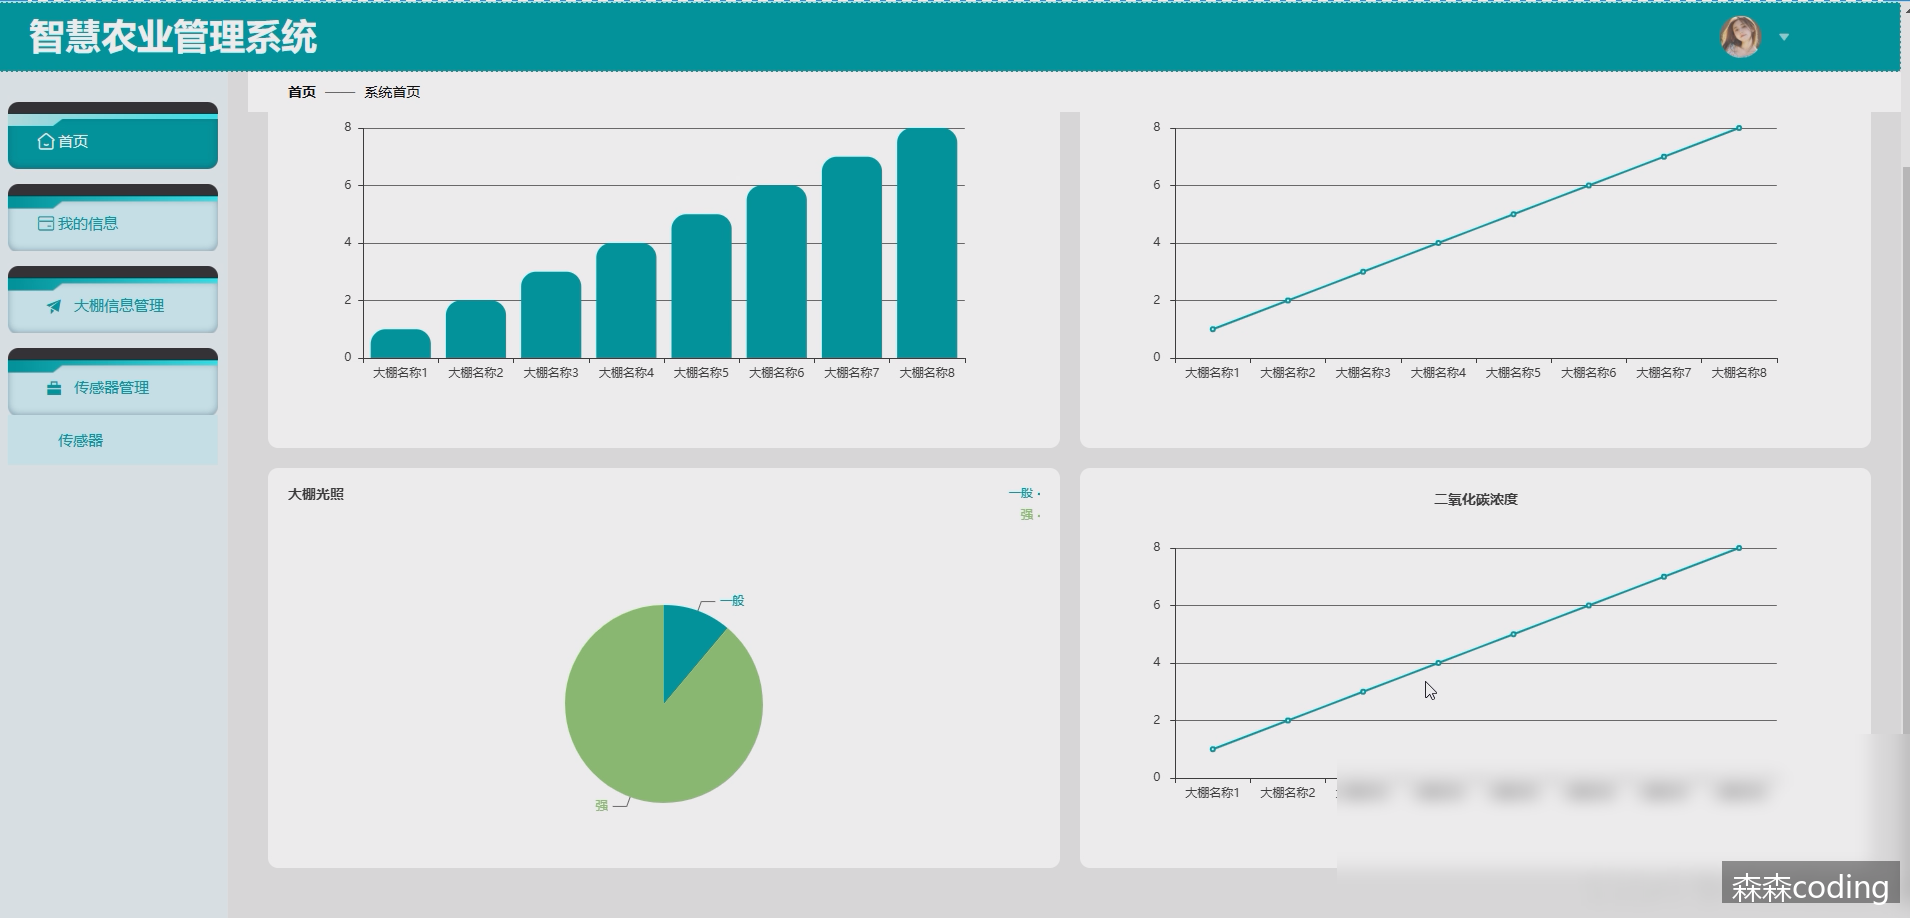 智慧农业管理系统
首页 —— 系统首页
首页
我的信息
大棚信息管理
传感器管理
传感器
8
6
4
2
0
大棚名称1 大棚名称2 大棚名称3 大棚名称4 大棚名称5 大棚名称6 大棚名称7 大棚名称8
8
6
4
2
0
大棚名称1 大棚名称2 大棚名称3 大棚名称4 大棚名称5 大棚名称6 大棚名称7 大棚名称8
大棚光照
一般
强
一般
强
二氧化碳浓度
8
6
4
2
0
大棚名称1 大棚名称2
森森coding